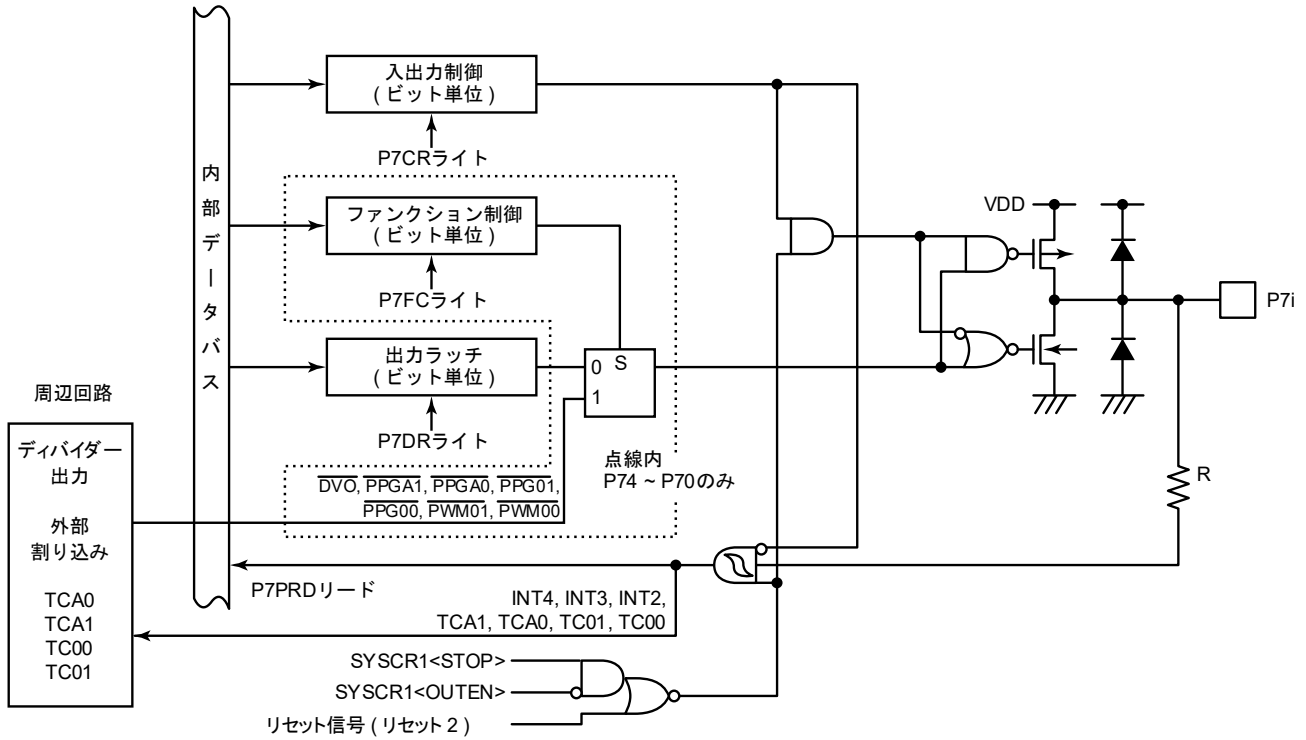 入出力制御
( ビット単位 )
P7CRライト
内部データバス
ファンクション制御
( ビット単位 )
P7FCライト
VDD
P7i
出力ラッチ
( ビット単位 )
P7DRライト
0 S
1
周辺回路
ディバイダー
出力
外部
割り込み
TCA0
TCA1
TC00
TC01
点線内
P74 ~ P70のみ
R
DVO, PPGA1, PPGA0, PPG01,
PPG00, PWM01, PWM00
P7PRDリード
INT4, INT3, INT2,
TCA1, TCA0, TC01, TC00
SYSCR1<STOP>
SYSCR1<OUTEN>
リセット信号 ( リセット 2 )